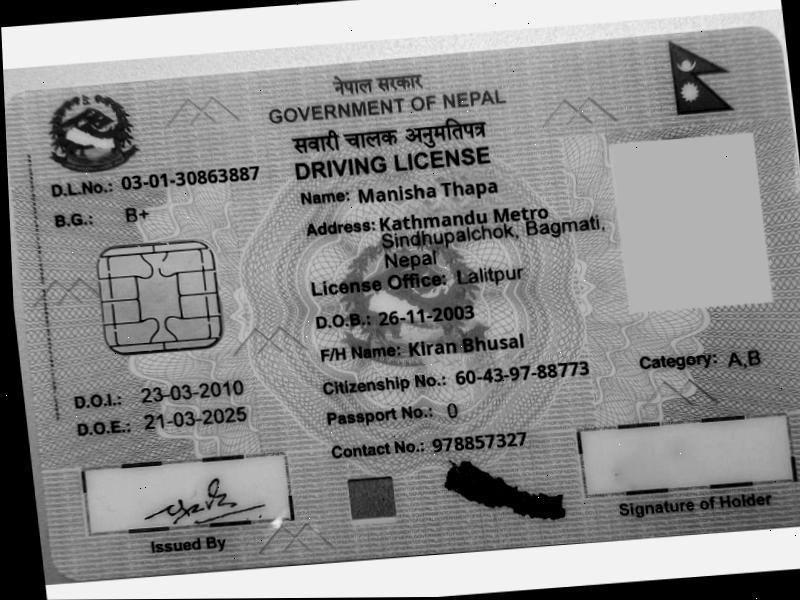 नेपाल सरकार
GOVERNMENT OF NEPAL
सवारी चालक अनुमतिपत्र
DRIVING LICENSE
D.L.No.: 03-01-30863887
B.G.: B+
Name: Manisha Thapa
Address: Kathmandu Metro
Sindhupalchok, Bagmati,
Nepal
License Office: Lalitpur
D.O.B.: 26-11-2003
F/H Name: Kiran Bhusal
Citizenship No.: 60-43-97-88773
Category: A,B
D.O.I.: 23-03-2010
Passport No.: 0
D.O.E.: 21-03-2025
Contact No.: 978857327
Issued By
Signature of Holder